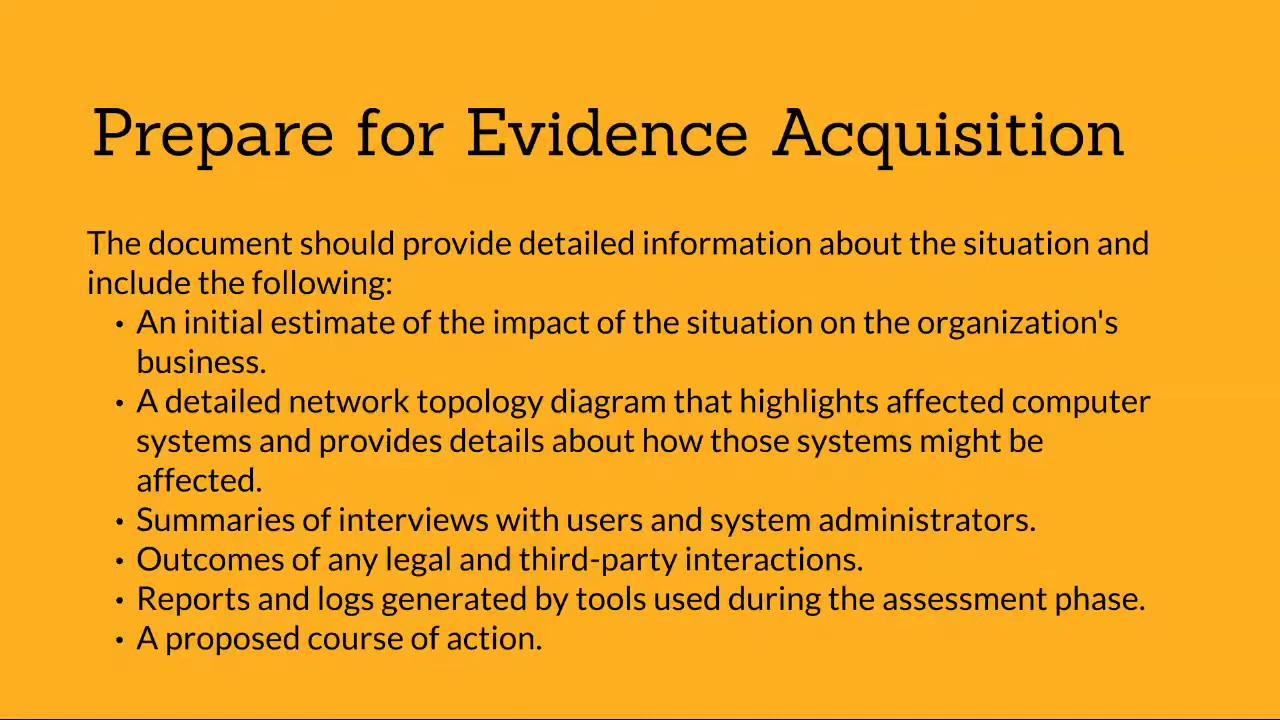 Prepare for Evidence Acquisition
The document should provide detailed information about the situation and
include the following:
• An initial estimate of the impact of the situation on the organization's
business.
• A detailed network topology diagram that highlights affected computer
systems and provides details about how those systems might be
affected.
• Summaries of interviews with users and system administrators.
• Outcomes of any legal and third-party interactions.
• Reports and logs generated by tools used during the assessment phase.
• A proposed course of action.